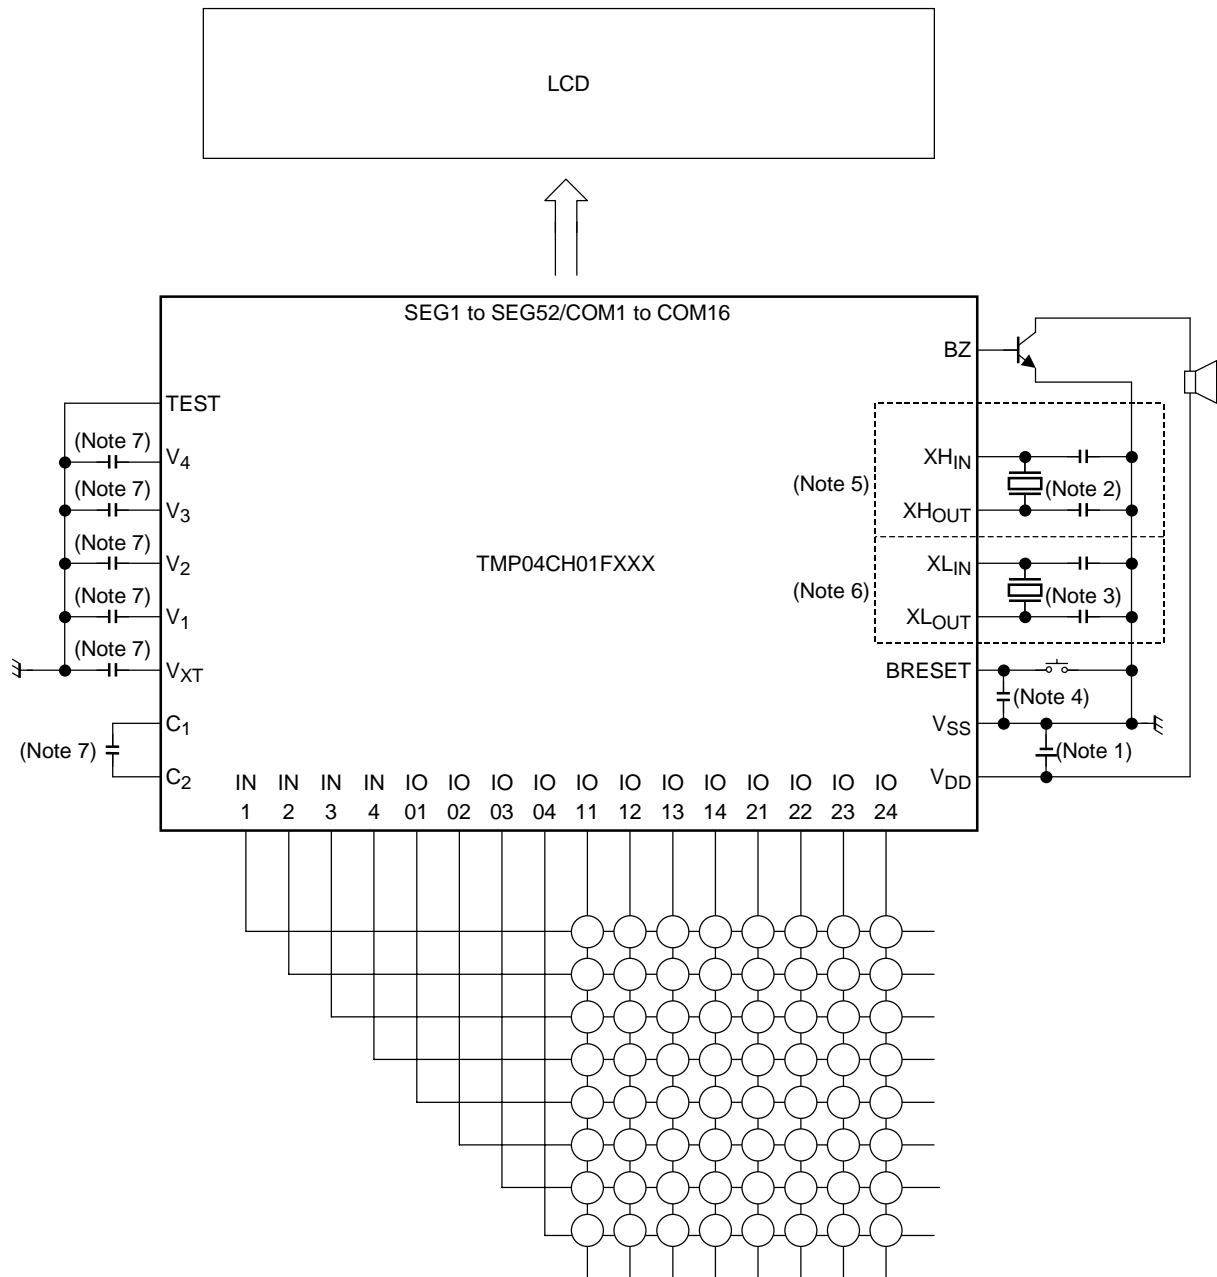 LCD
SEG1 to SEG52/COM1 to COM16
BZ
TEST
(Note 7)
V4
(Note 7)
V3
(Note 7)
V2
(Note 7)
V1
(Note 7)
VXT
C1
(Note 7)
C2
TMP04CH01FXXX
(Note 5)
XHIN
(Note 2)
XHOUT
(Note 6)
XLIN
(Note 3)
XLOUT
BRESET
(Note 4)
VSS
(Note 1)
VDD
IN IN IN IN IO IO IO IO IO IO IO IO IO IO IO IO
1 2 3 4 01 02 03 04 11 12 13 14 21 22 23 24